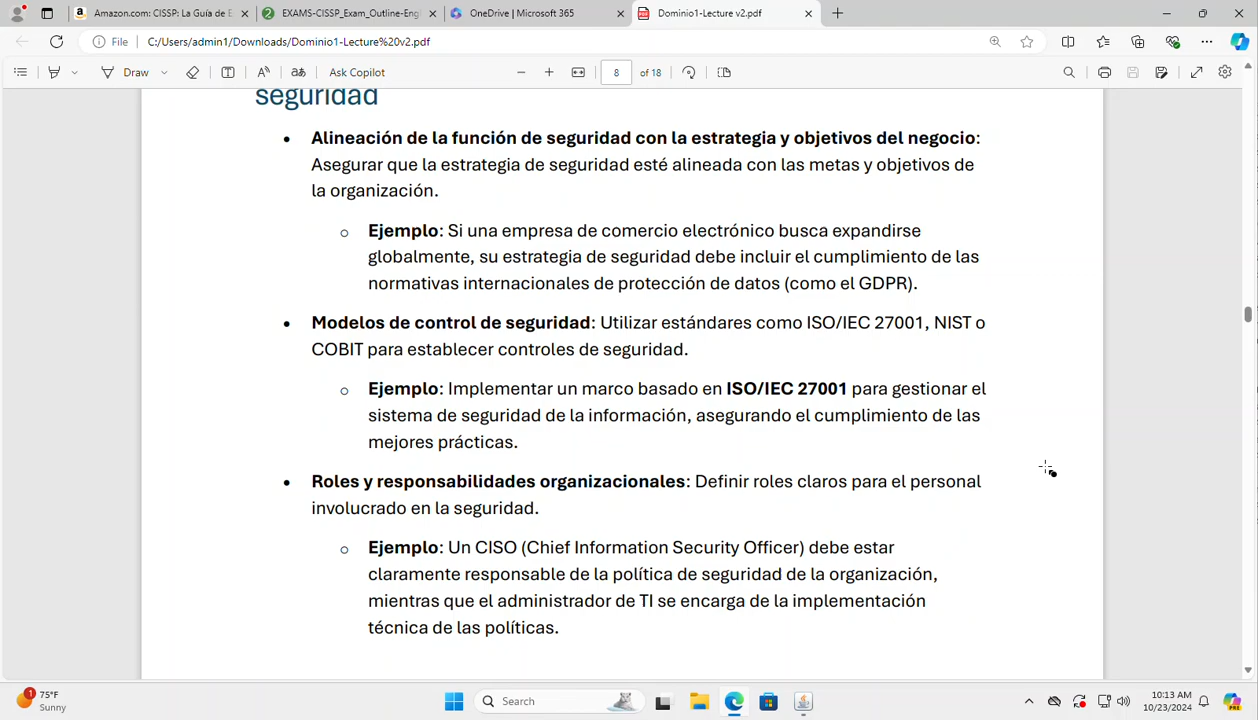 Amazon.com: CISSP: La Guía de E
EXAMS-CISSP_Exam_Outline-Engl
OneDrive | Microsoft 365
Dominio1-Lecture v2.pdf
File
C:/Users/admin1/Downloads/Dominio1-Lecture%20v2.pdf
Draw
Ask Copilot
8
of 18
seguridad
• Alineación de la función de seguridad con la estrategia y objetivos del negocio:
Asegurar que la estrategia de seguridad esté alineada con las metas y objetivos de
la organización.
o Ejemplo: Si una empresa de comercio electrónico busca expandirse
globalmente, su estrategia de seguridad debe incluir el cumplimiento de las
normativas internacionales de protección de datos (como el GDPR).
• Modelos de control de seguridad: Utilizar estándares como ISO/IEC 27001, NIST o
COBIT para establecer controles de seguridad.
o Ejemplo: Implementar un marco basado en ISO/IEC 27001 para gestionar el
sistema de seguridad de la información, asegurando el cumplimiento de las
mejores prácticas.
• Roles y responsabilidades organizacionales: Definir roles claros para el personal
involucrado en la seguridad.
o Ejemplo: Un CISO (Chief Information Security Officer) debe estar
claramente responsable de la política de seguridad de la organización,
mientras que el administrador de TI se encarga de la implementación
técnica de las políticas.
1
75°F
Sunny
Search
10:13 AM
10/23/2024